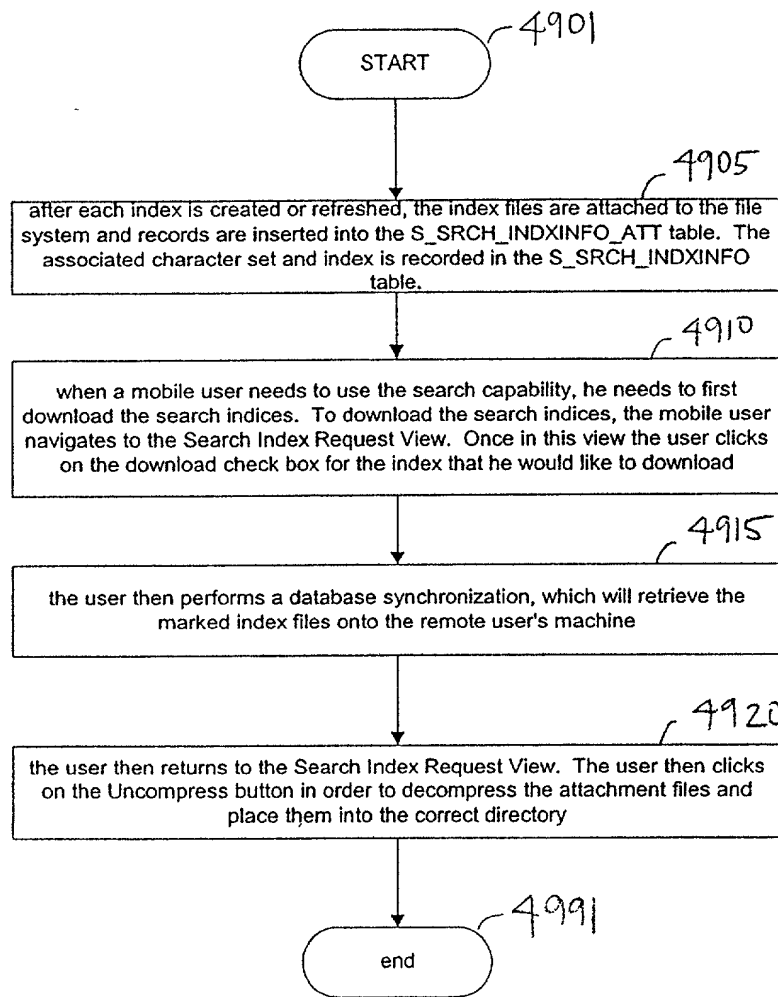 4901
START
4905
after each index is created or refreshed, the index files are attached to the file
system and records are inserted into the S_SRCH_INDXINFO_ATT table. The
associated character set and index is recorded in the S_SRCH_INDXINFO
table.
4910
when a mobile user needs to use the search capability, he needs to first
download the search indices. To download the search indices, the mobile user
navigates to the Search Index Request View. Once in this view the user clicks
on the download check box for the index that he would like to download
4915
the user then performs a database synchronization, which will retrieve the
marked index files onto the remote user's machine
4920
the user then returns to the Search Index Request View. The user then clicks
on the Uncompress button in order to decompress the attachment files and
place them into the correct directory
4991
end